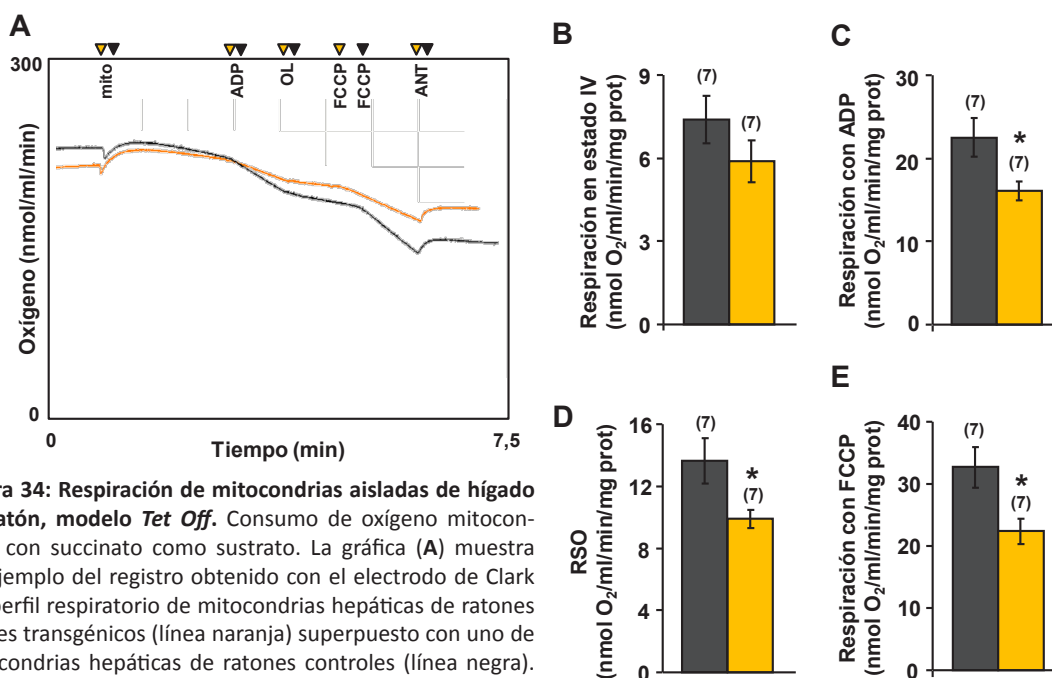 A
300
mito
ADP
OL
FCCP
FCCP
ANT
Oxígeno (nmol/ml/min)
0
0
7,5
Tiempo (min)
B
Respiración en estado IV
(nmol O2/ml/min/mg prot)
9
6
3
0
(7)
(7)
C
Respiración con ADP
(nmol O2/ml/min/mg prot)
30
20
10
0
(7)
*
(7)
D
RSO
(nmol O2/ml/min/mg prot)
16
12
8
4
0
(7)
*
(7)
E
Respiración con FCCP
(nmol O2/ml/min/mg prot)
40
30
20
10
0
(7)
*
(7)
ra 34: Respiración de mitocondrias aisladas de hígado
atón, modelo Tet Off. Consumo de oxígeno mitocon-
con succinato como sustrato. La gráfica (A) muestra
jemplo del registro obtenido con el electrodo de Clark
perfil respiratorio de mitocondrias hepáticas de ratones
es transgénicos (línea naranja) superpuesto con uno de
condrias hepáticas de ratones controles (línea negra).